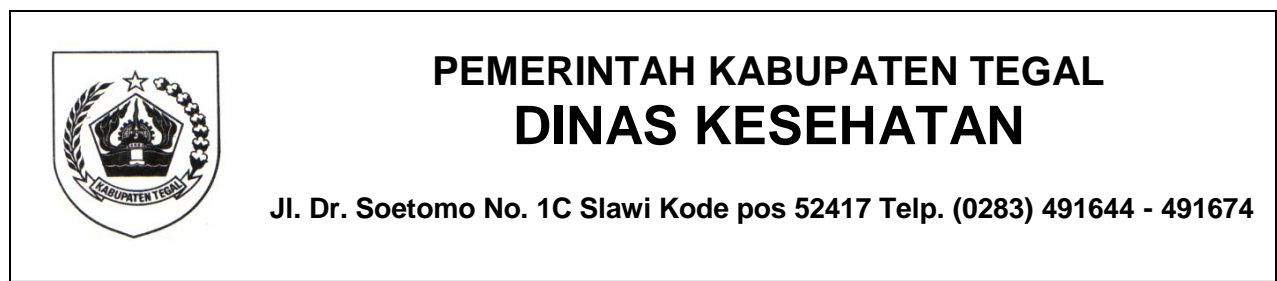 PEMERINTAH KABUPATEN TEGAL
DINAS KESEHATAN
KABUPATEN TEGAL
Jl. Dr. Soetomo No. 1C Slawi Kode pos 52417 Telp. (0283) 491644 - 491674